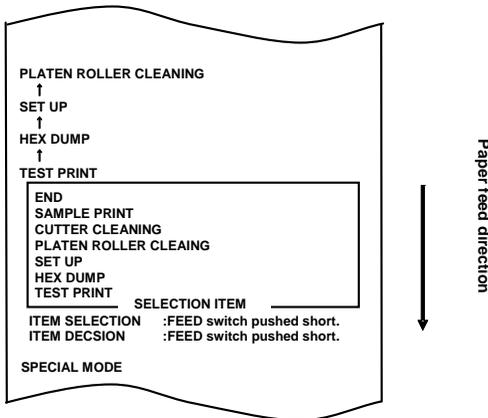 PLATEN ROLLER CLEANING
↑
SET UP
↑
HEX DUMP
↑
TEST PRINT
END
SAMPLE PRINT
CUTTER CLEANING
PLATEN ROLLER CLEAING
SET UP
HEX DUMP
TEST PRINT
SELECTION ITEM
ITEM SELECTION :FEED switch pushed short.
ITEM DECSION :FEED switch pushed short.
SPECIAL MODE
Paper feed direction